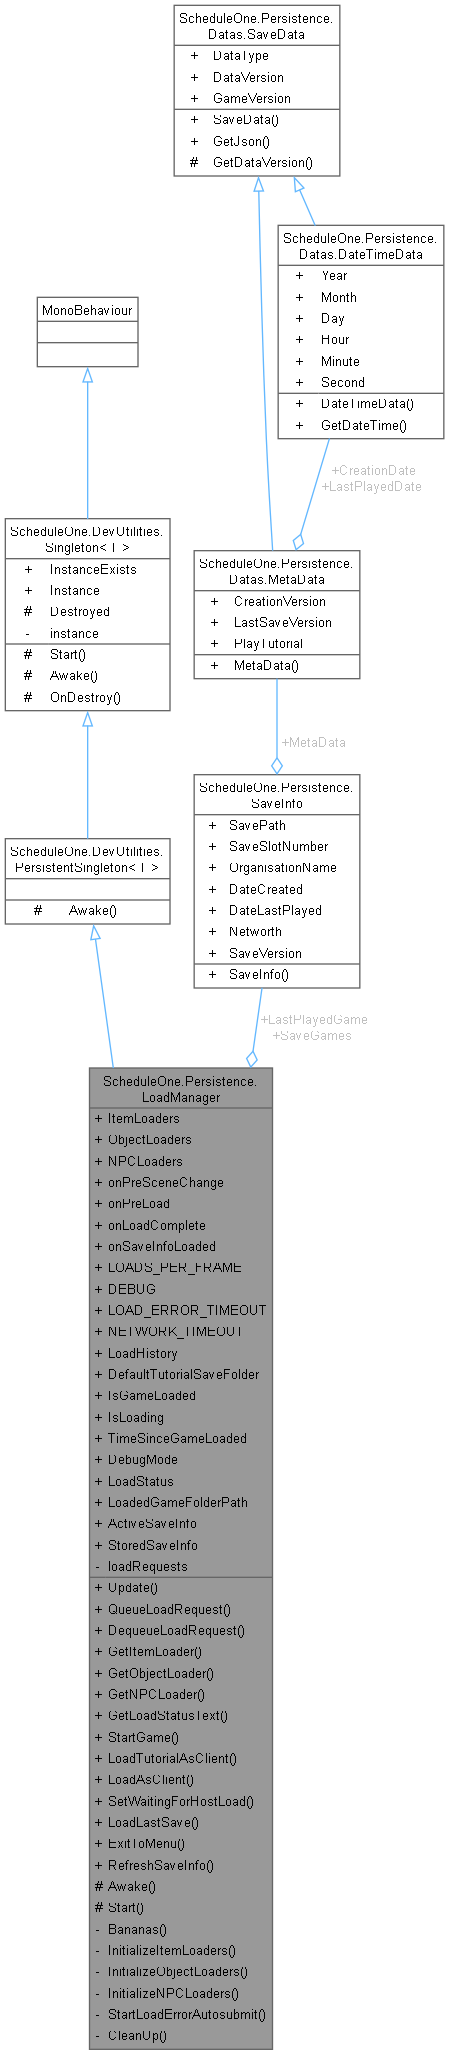 ScheduleOne.Persistence.
Datas.SaveData
+ DataType
+ DataVersion
+ GameVersion
+ SaveData()
+ GetJson()
# GetDataVersion()
ScheduleOne.Persistence.
Datas.DateTimeData
+ Year
+ Month
+ Day
+ Hour
+ Minute
+ Second
+ DateTimeData()
+ GetDateTime()
MonoBehaviour
+CreationDate
+LastPlayedDate
ScheduleOne.DevUtilities.
Singleton< T >
+ InstanceExists
+ Instance
# Destroyed
- instance
# Start()
# Awake()
# OnDestroy()
ScheduleOne.Persistence.
Datas.MetaData
+ CreationVersion
+ LastSaveVersion
+ PlayTutorial
+ MetaData()
+MetaData
ScheduleOne.Persistence.
SaveInfo
+ SavePath
+ SaveSlotNumber
+ OrganisationName
+ DateCreated
+ DateLastPlayed
+ Networth
+ SaveVersion
+ SaveInfo()
ScheduleOne.DevUtilities.
PersistentSingleton< T >
# Awake()
+LastPlayedGame
+SaveGames
ScheduleOne.Persistence.
LoadManager
+ ItemLoaders
+ ObjectLoaders
+ NPCLoaders
+ onPreSceneChange
+ onPreLoad
+ onLoadComplete
+ onSaveInfoLoaded
+ LOADS_PER_FRAME
+ DEBUG
+ LOAD_ERROR_TIMEOUT
+ NETWORK_TIMEOUT
+ LoadHistory
+ DefaultTutorialSaveFolder
+ IsGameLoaded
+ IsLoading
+ TimeSinceGameLoaded
+ DebugMode
+ LoadStatus
+ LoadedGameFolderPath
+ ActiveSaveInfo
+ StoredSaveInfo
- loadRequests
+ Update()
+ QueueLoadRequest()
+ DequeueLoadRequest()
+ GetItemLoader()
+ GetObjectLoader()
+ GetNPCLoader()
+ GetLoadStatusText()
+ StartGame()
+ LoadTutorialAsClient()
+ LoadAsClient()
+ SetWaitingForHostLoad()
+ LoadLastSave()
+ ExitToMenu()
+ RefreshSaveInfo()
# Awake()
# Start()
- Bananas()
- InitializeItemLoaders()
- InitializeObjectLoaders()
- InitializeNPCLoaders()
- StartLoadErrorAutosubmit()
- CleanUp()